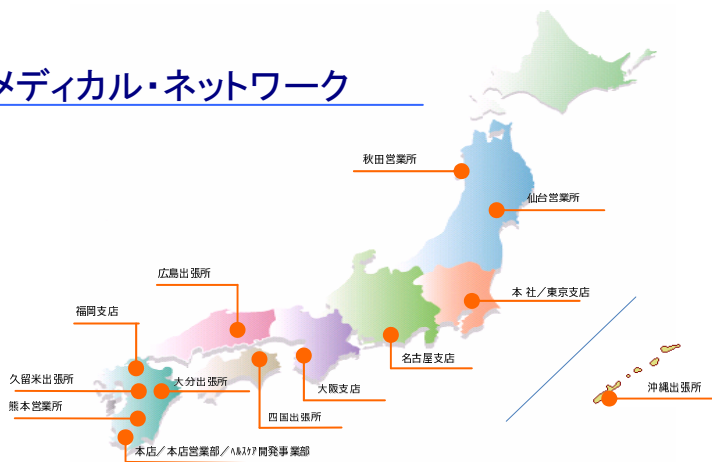 メディカル・ネットワーク
秋田営業所
仙台営業所
広島出張所
本 社／東京支店
福岡支店
名古屋支店
久留米出張所
大分出張所
大阪支店
沖縄出張所
熊本営業所
四国出張所
本店／本店営業部／ﾍﾙｽｹｱ開発事業部